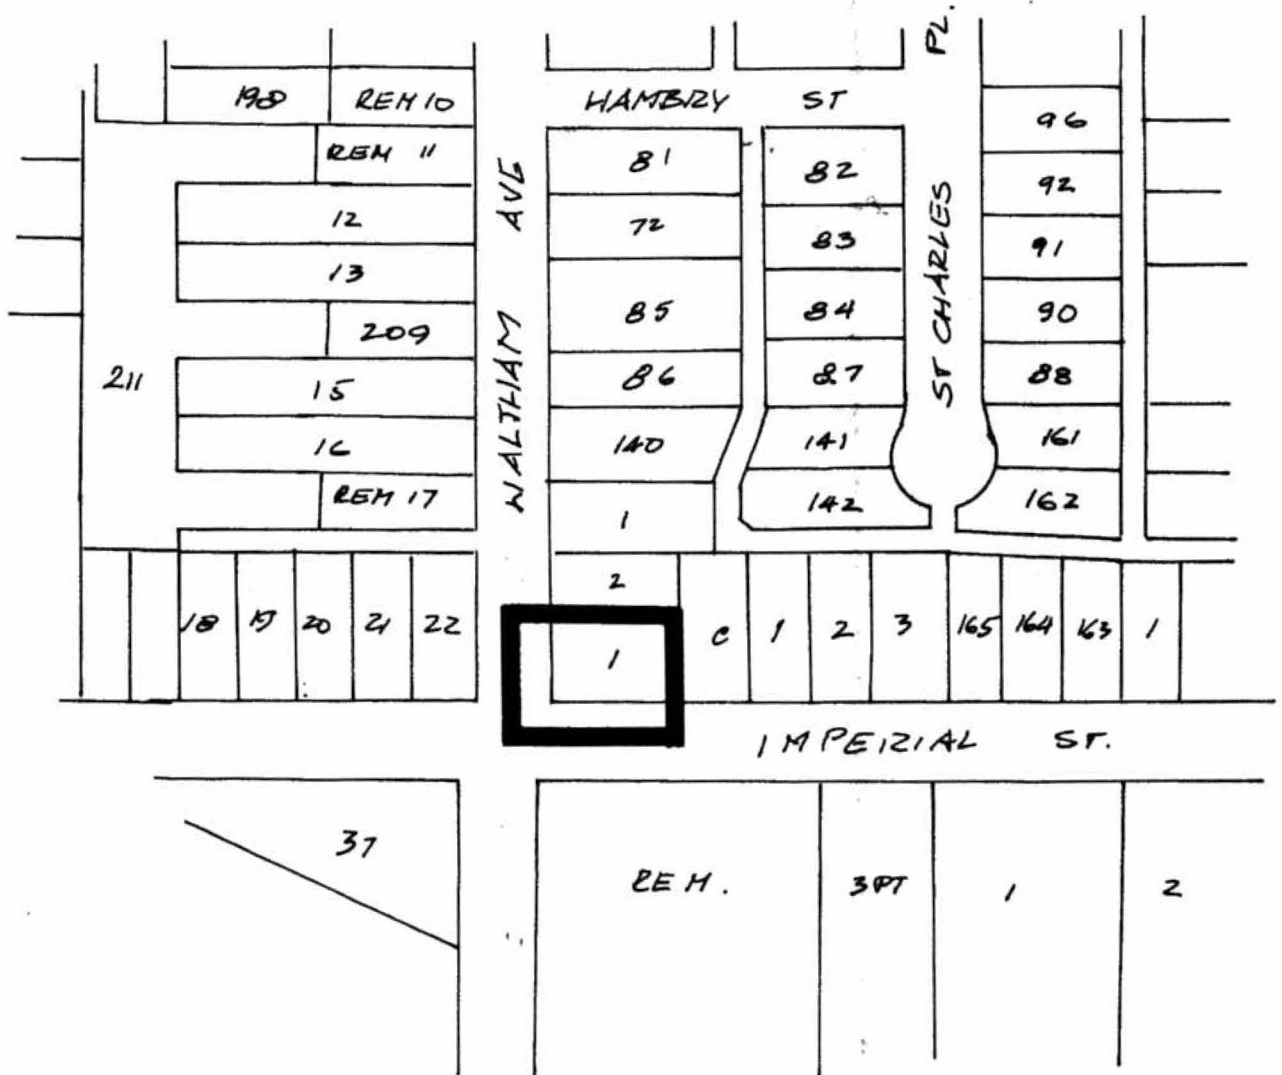 190 REM 10 HAMBRY ST PL.
96
REM 11 81 82
92
12 72 83 91
13
209 85 84 90
211 15 86 87 88
WALTHAM AVE
ST CHARLES
16 140 141 161
REM 17 1 142 162
2
18 19 20 21 22 1 C 1 2 3 165 164 163 1
IMPERIAL ST.
37
REM. 3 PT 1 2